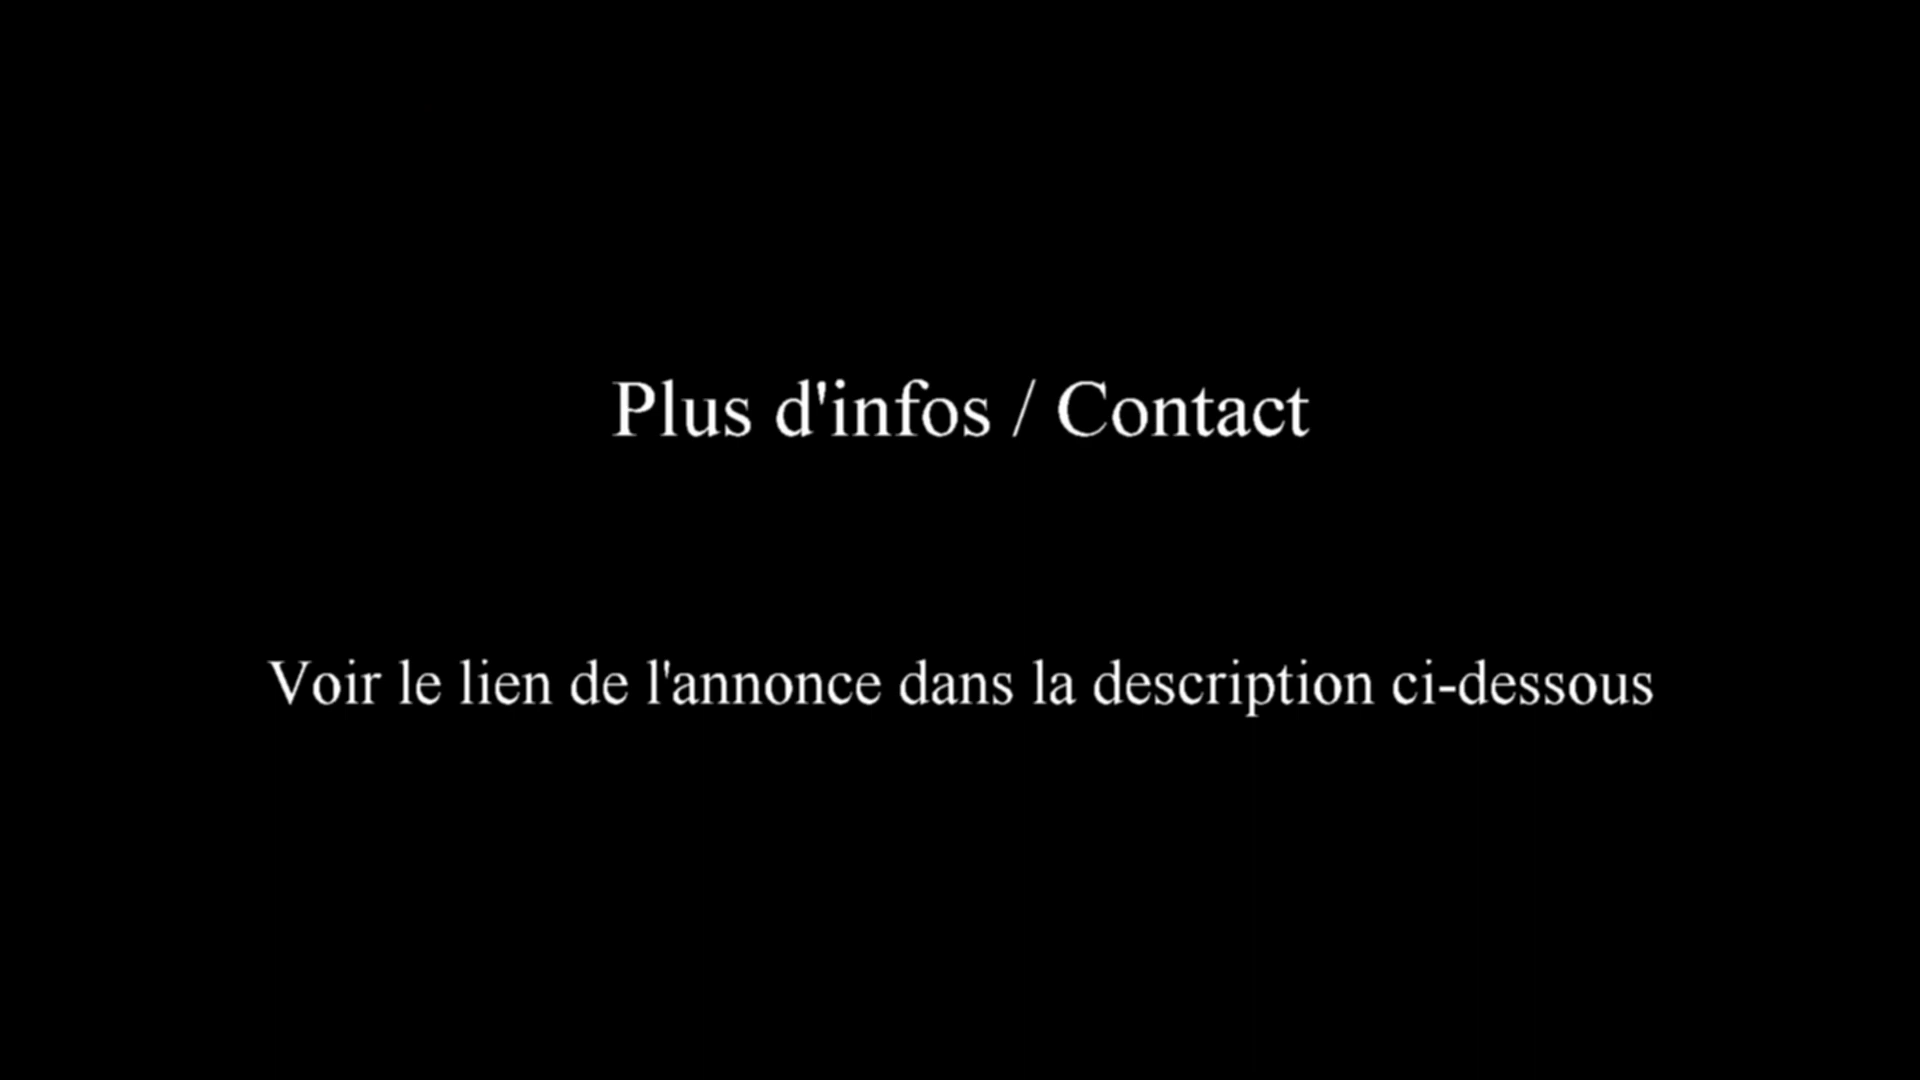 Plus d'infos / Contact
Voir le lien de l'annonce dans la description ci-dessous